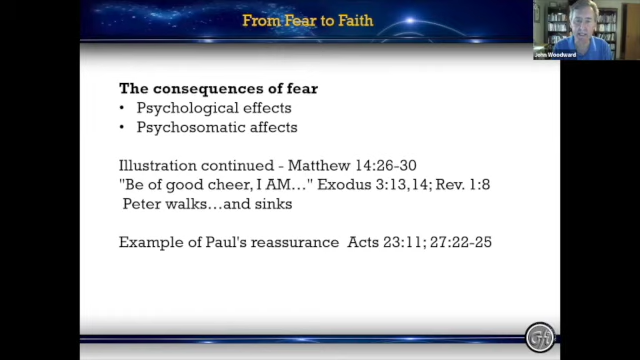 From Fear to Faith
John Woodward
The consequences of fear
• Psychological effects
• Psychosomatic affects
Illustration continued - Matthew 14:26-30
"Be of good cheer, I AM…" Exodus 3:13,14; Rev. 1:8
Peter walks…and sinks
Example of Paul's reassurance Acts 23:11; 27:22-25